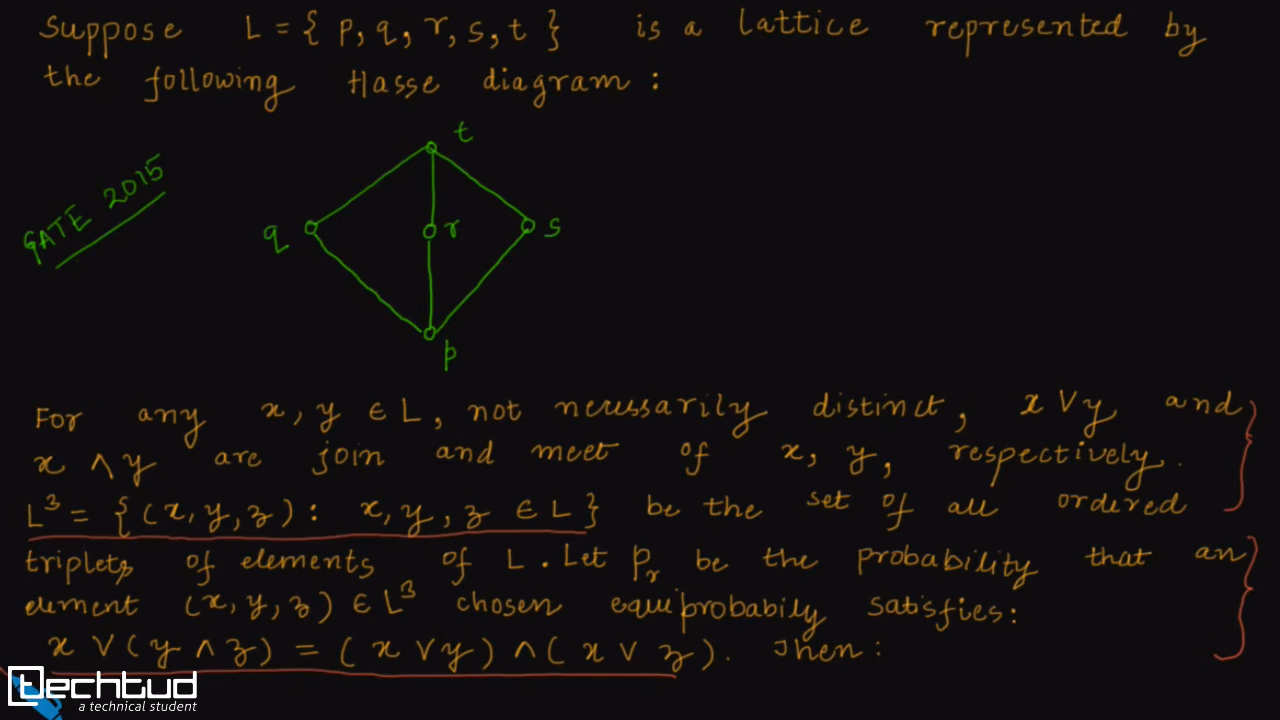 Suppose L = { p, q, r, s, t } is a lattice represented by
the following Hasse diagram :
t
GATE 2015
q
r
s
p
For any x, y ∈ L, not necessarily distinct, x ∨ y and
x ∧ y are join and meet of x, y, respectively.
L³ = {(x, y, z) : x, y, z ∈ L} be the set of all ordered
triplets of elements of L. Let pr be the probability that an
element (x, y, z) ∈ L³ chosen equiprobabily satisfies:
x ∨ (y ∧ z) = (x ∨ y) ∧ (x ∨ z). Then :
techtud
a technical student